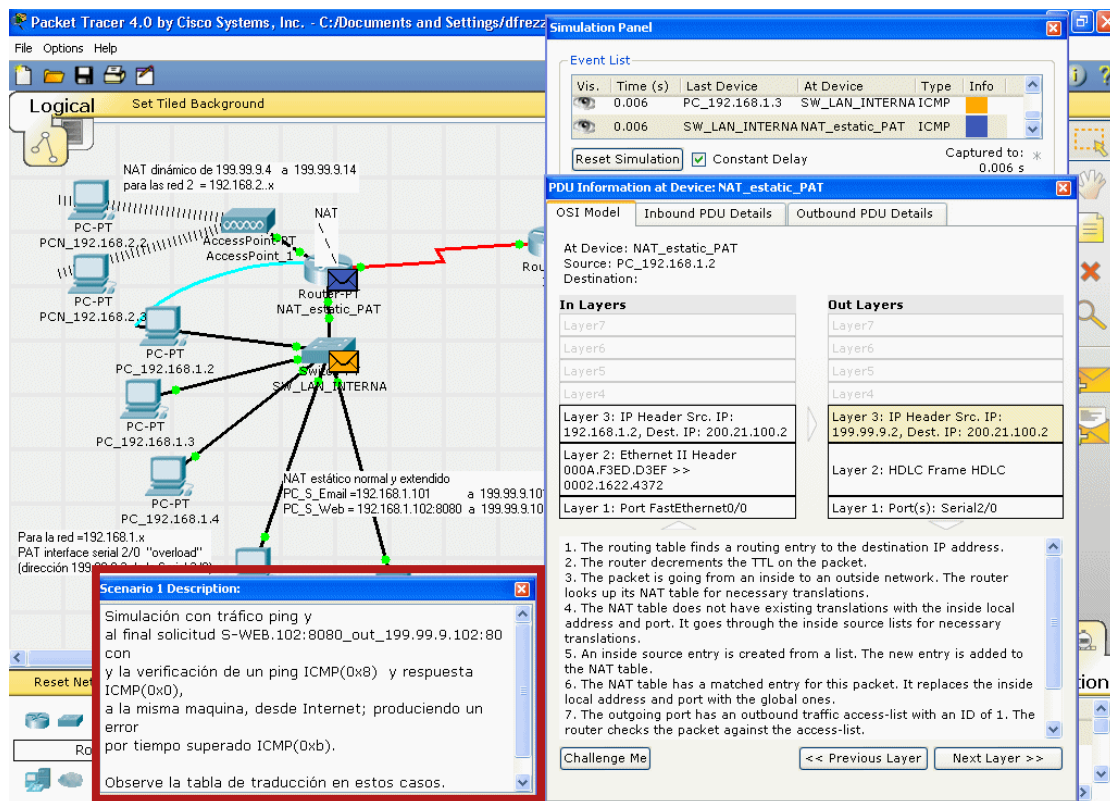 Packet Tracer 4.0 by Cisco Systems, Inc. - C:/Documents and Settings/dfrezz
File Options Help
Logical
Set Tiled Background
NAT dinámico de 199.99.9.4 a 199.99.9.14
para las red 2 = 192.168.2..x
PC-PT
PCN_192.168.2.2
AccessPoint-PT
AccessPoint_1
NAT
PC-PT
PCN_192.168.2.3
Router-PT
NAT_estatic_PAT
Rou
PC-PT
PC_192.168.1.2
SW_LAN_INTERNA
PC-PT
PC_192.168.1.3
PC-PT
PC_192.168.1.4
NAT estático normal y extendido
PC_S_Email =192.168.1.101 a 199.99.9.10
PC_S_Web = 192.168.1.102:8080 a 199.99.9.10
Para la red =192.168.1.x
PAT interface serial 2/0 "overload"
Reset Net
Ro
Scenario 1 Description:
Simulación con tráfico ping y
al final solicitud S-WEB.102:8080_out_199.99.9.102:80
con
y la verificación de un ping ICMP(0x8) y respuesta
ICMP(0x0),
a la misma maquina, desde Internet; produciendo un
error
por tiempo superado ICMP(0xb).
Observe la tabla de traducción en estos casos.
Simulation Panel
Event List
Vis. Time (s) Last Device At Device Type Info
0.006 PC_192.168.1.3 SW_LAN_INTERNA ICMP
0.006 SW_LAN_INTERNA NAT_estatic_PAT ICMP
Reset Simulation Constant Delay
Captured to: *
0.006 s
PDU Information at Device: NAT_estatic_PAT
OSI Model Inbound PDU Details Outbound PDU Details
At Device: NAT_estatic_PAT
Source: PC_192.168.1.2
Destination:
In Layers
Layer7
Layer6
Layer5
Layer4
Layer 3: IP Header Src. IP:
192.168.1.2, Dest. IP: 200.21.100.2
Layer 2: Ethernet II Header
000A.F3ED.D3EF >>
0002.1622.4372
Layer 1: Port FastEthernet0/0
Out Layers
Layer7
Layer6
Layer5
Layer4
Layer 3: IP Header Src. IP:
199.99.9.2, Dest. IP: 200.21.100.2
Layer 2: HDLC Frame HDLC
Layer 1: Port(s): Serial2/0
1. The routing table finds a routing entry to the destination IP address.
2. The router decrements the TTL on the packet.
3. The packet is going from an inside to an outside network. The router
looks up its NAT table for necessary translations.
4. The NAT table does not have existing translations with the inside local
address and port. It goes through the inside source lists for necessary
translations.
5. An inside source entry is created from a list. The new entry is added to
the NAT table.
6. The NAT table has a matched entry for this packet. It replaces the inside
local address and port with the global ones.
7. The outgoing port has an outbound traffic access-list with an ID of 1. The
router checks the packet against the access-list.
Challenge Me << Previous Layer Next Layer >>
ion